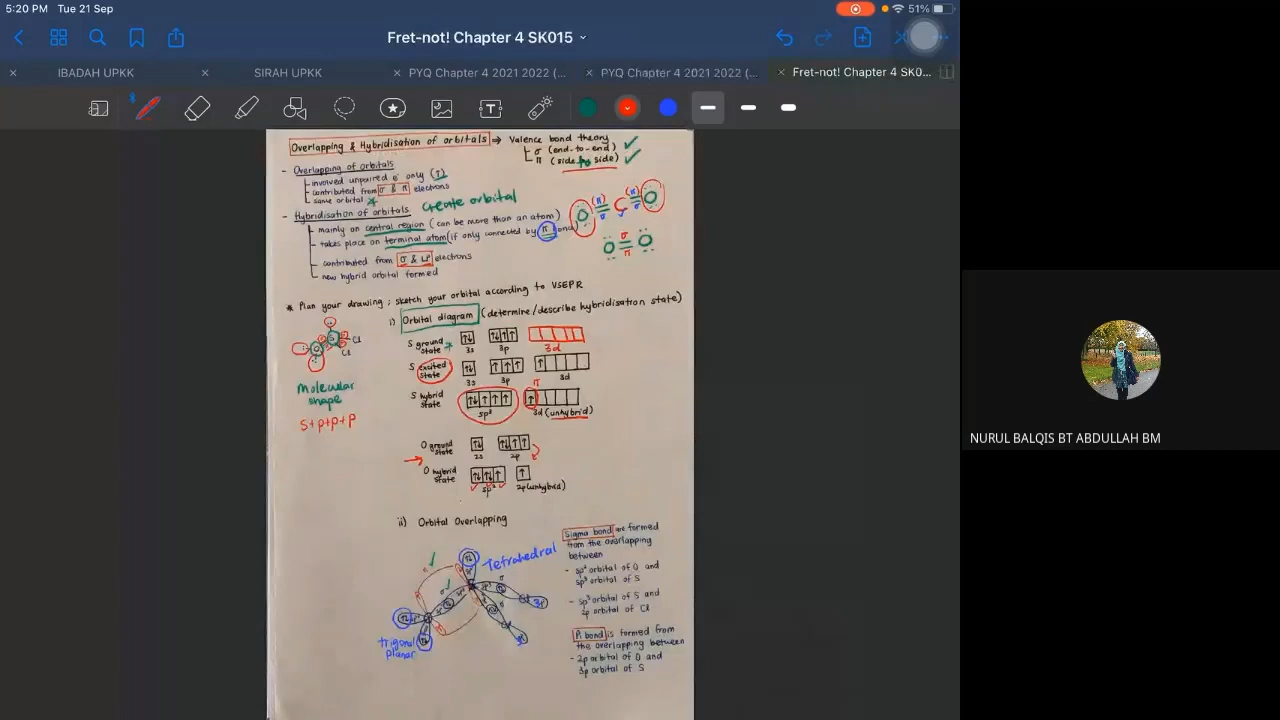 5:20 PM Tue 21 Sep
51%
Fret-not! Chapter 4 SK015
IBADAH UPKK
SIRAH UPKK
PYQ Chapter 4 2021 2022 (...
PYQ Chapter 4 2021 2022 (...
Fret-not! Chapter 4 SK0...
Overlapping & Hybridisation of orbitals → Valence bond theory
σ (end-to-end) ✓
π (side to side) ✓
- Overlapping of orbitals
involved unpaired e⁻ only (↑)
contributed from σ & π electrons
same orbital
create orbital
- Hybridisation of orbitals
mainly on central region (can be more than an atom)
takes place on terminal atom (if only connected by π bond)
contributed from σ & LP electrons
new hybrid orbital formed
(π) (π)
O = C = O
σ σ
σ
O = O
π
* Plan your drawing ; sketch your orbital according to VSEPR
i) Orbital diagram (determine/describe hybridisation state)
S ground state
3s 3p 3d
S excited state
3s 3p 3d
π
S hybrid state
sp³ 3d (unhybrid)
O S Cl
Cl
molecular shape
s+p+p+p
O ground state
2s 2p
O hybrid state
sp² 2p (unhybrid)
ii) Orbital Overlapping
Tetrahedral
trigonal planar
3p
3p
Sigma bond are formed
from the overlapping
between
- sp² orbital of O and
sp³ orbital of S
- sp³ orbital of S and
2p orbital of Cl
Pi bond is formed from
the overlapping between
- 2p orbital of O and
3p orbital of S
NURUL BALQIS BT ABDULLAH BM